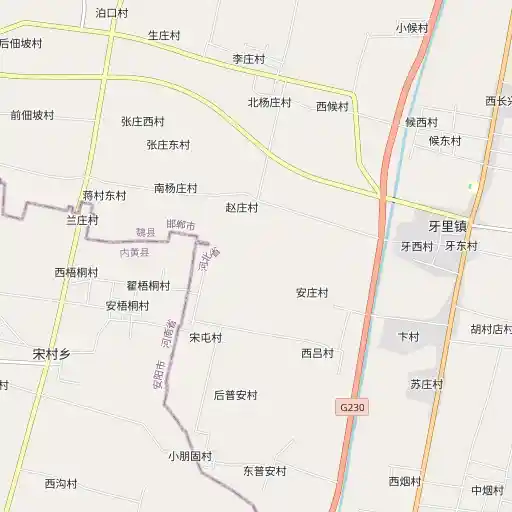 泊口村
小候村
后佃坡村
生庄村
李庄村
北杨庄村
西候村
西长兴
前佃坡村
张庄西村
候西村
张庄东村
候东村
蒋村东村
南杨庄村
赵庄村
兰庄村
魏县
邯郸市
牙里镇
牙西村
牙东村
内黄县
河北省
西梧桐村
翟梧桐村
安庄村
安梧桐村
宋屯村
河南省
安阳市
卞村
胡村店村
宋村乡
西吕村
村
苏庄村
后普安村
G230
小朋固村
东普安村
西沟村
西烟村
中烟村